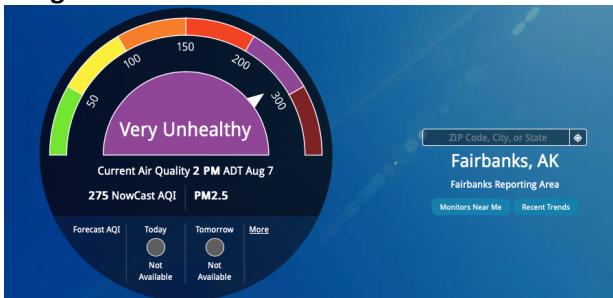 50
100
150
200
300
Very Unhealthy
Current Air Quality 2 PM ADT Aug 7
275 NowCast AQI PM2.5
Forecast AQI Today Tomorrow More
Not Available Not Available
ZIP Code, City, or State
Fairbanks, AK
Fairbanks Reporting Area
Monitors Near Me Recent Trends